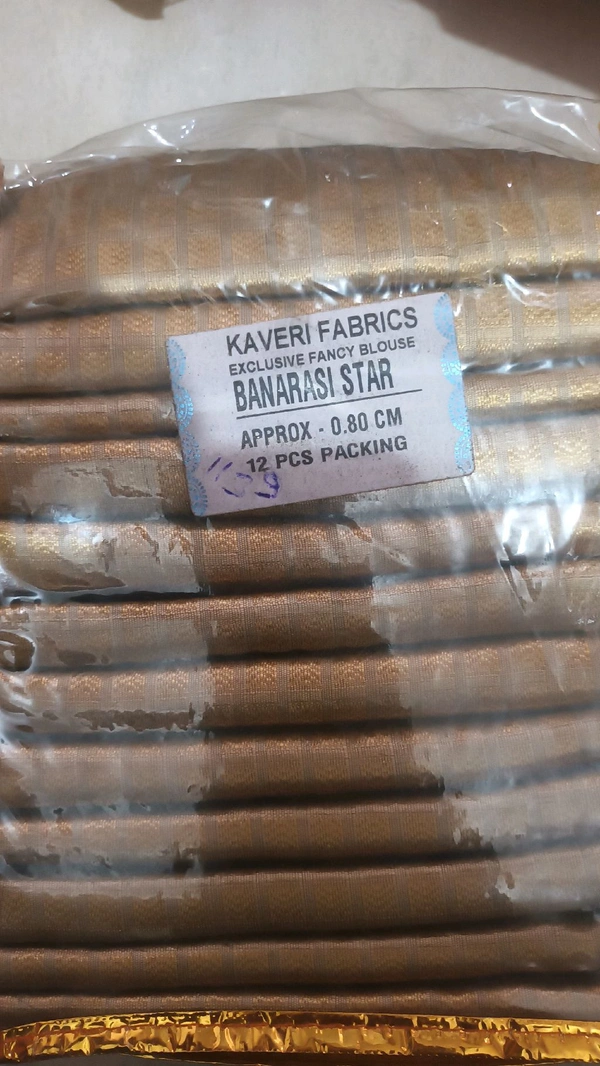 KAVERI FABRICS
EXCLUSIVE FANCY BLOUSE
BANARASI STAR
APPROX - 0.80 CM
12 PCS PACKING